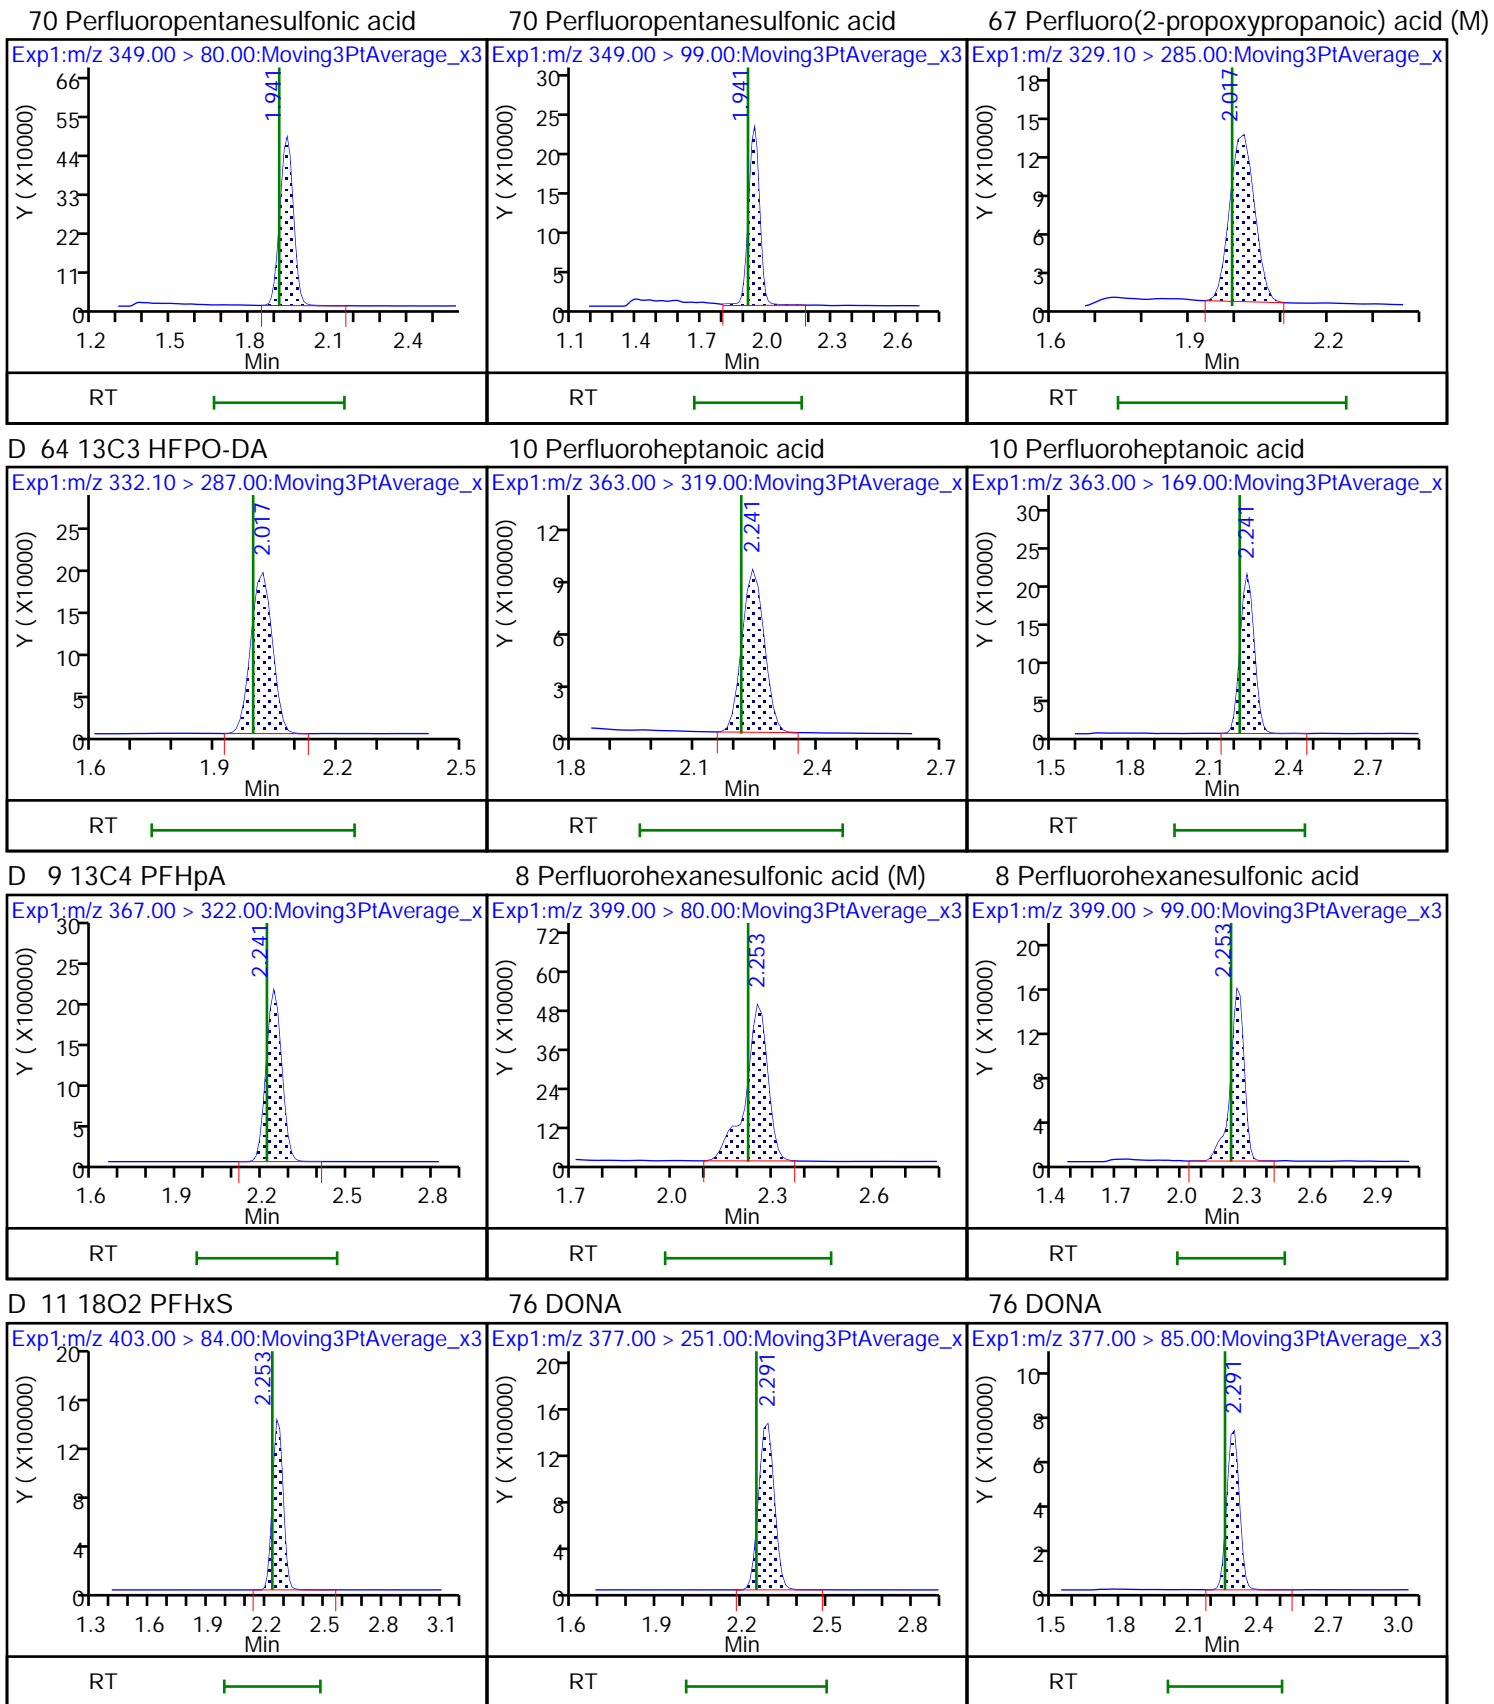 70 Perfluoropentanesulfonic acid
Exp1:m/z 349.00 > 80.00:Moving3PtAverage_x3
Y ( X10000)
66
55
44
33
22
11
0
1.941
1.2 1.5 1.8 2.1 2.4
Min
RT
70 Perfluoropentanesulfonic acid
Exp1:m/z 349.00 > 99.00:Moving3PtAverage_x3
Y ( X10000)
30
25
20
15
10
5
0
1.941
1.1 1.4 1.7 2.0 2.3 2.6
Min
RT
67 Perfluoro(2-propoxypropanoic) acid (M)
Exp1:m/z 329.10 > 285.00:Moving3PtAverage_x
Y ( X10000)
18
15
12
9
6
3
0
2.017
1.6 1.9 2.2
Min
RT
D 64 13C3 HFPO-DA
Exp1:m/z 332.10 > 287.00:Moving3PtAverage_x
Y ( X10000)
25
20
15
10
5
0
2.017
1.6 1.9 2.2 2.5
Min
RT
10 Perfluoroheptanoic acid
Exp1:m/z 363.00 > 319.00:Moving3PtAverage_x
Y ( X100000)
12
9
6
3
0
2.241
1.8 2.1 2.4 2.7
Min
RT
10 Perfluoroheptanoic acid
Exp1:m/z 363.00 > 169.00:Moving3PtAverage_x
Y ( X10000)
30
25
20
15
10
5
0
2.241
1.5 1.8 2.1 2.4 2.7
Min
RT
D 9 13C4 PFHpA
Exp1:m/z 367.00 > 322.00:Moving3PtAverage_x
Y ( X100000)
30
25
20
15
10
5
0
2.241
1.6 1.9 2.2 2.5 2.8
Min
RT
8 Perfluorohexanesulfonic acid (M)
Exp1:m/z 399.00 > 80.00:Moving3PtAverage_x3
Y ( X10000)
72
60
48
36
24
12
0
2.253
1.7 2.0 2.3 2.6
Min
RT
8 Perfluorohexanesulfonic acid
Exp1:m/z 399.00 > 99.00:Moving3PtAverage_x3
Y ( X10000)
20
16
12
8
4
0
2.253
1.4 1.7 2.0 2.3 2.6 2.9
Min
RT
D 11 18O2 PFHxS
Exp1:m/z 403.00 > 84.00:Moving3PtAverage_x3
Y ( X100000)
20
16
12
8
4
0
2.253
1.3 1.6 1.9 2.2 2.5 2.8 3.1
Min
RT
76 DONA
Exp1:m/z 377.00 > 251.00:Moving3PtAverage_x
Y ( X100000)
20
16
12
8
4
0
2.291
1.6 1.9 2.2 2.5 2.8
Min
RT
76 DONA
Exp1:m/z 377.00 > 85.00:Moving3PtAverage_x3
Y ( X100000)
10
8
6
4
2
0
2.291
1.5 1.8 2.1 2.4 2.7 3.0
Min
RT